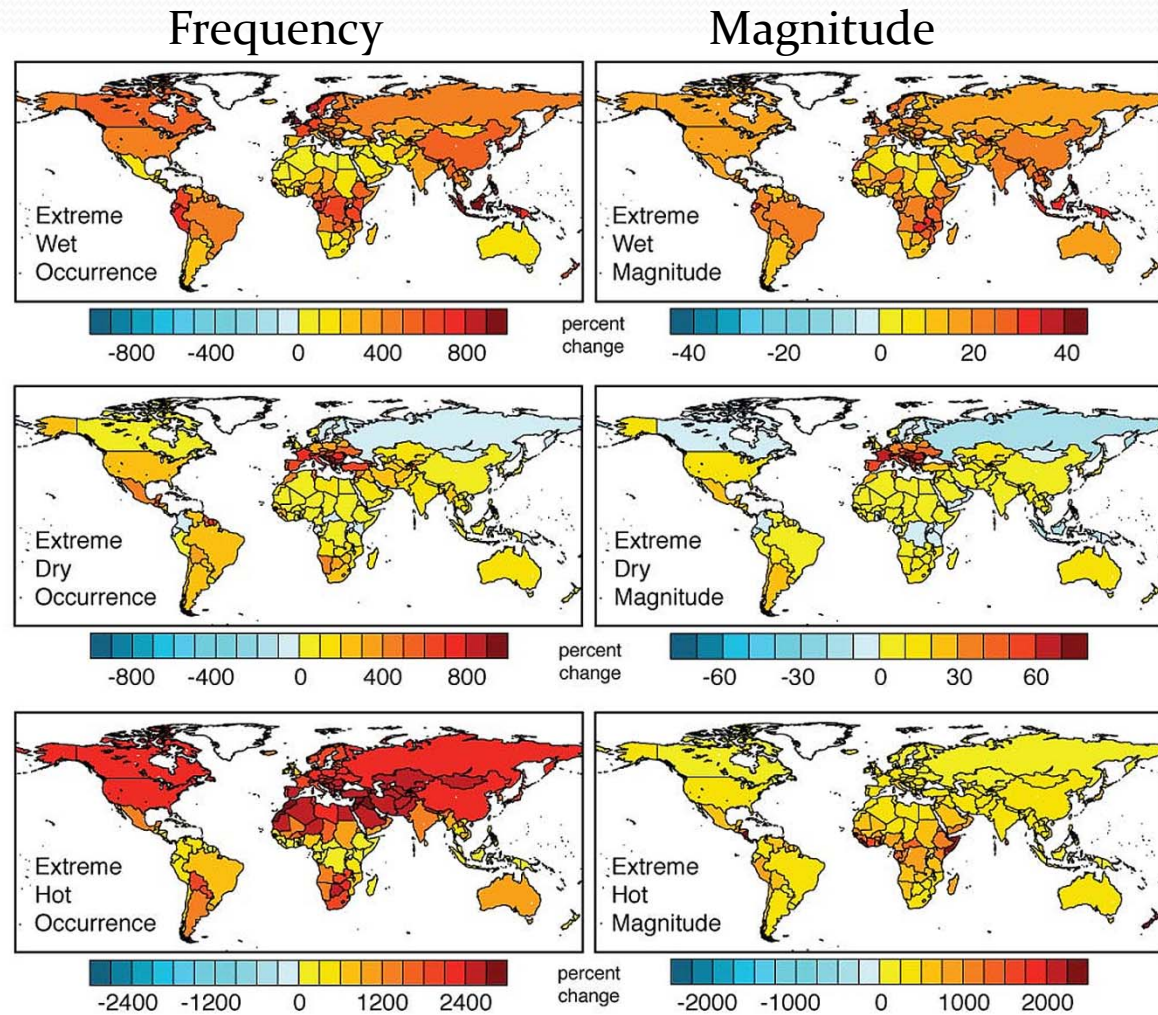 Frequency
Magnitude
Extreme
Wet
Occurrence
Extreme
Wet
Magnitude
-800 -400 0 400 800
percent
change
-40 -20 0 20 40
Extreme
Dry
Occurrence
Extreme
Dry
Magnitude
-800 -400 0 400 800
percent
change
-60 -30 0 30 60
Extreme
Hot
Occurrence
Extreme
Hot
Magnitude
-2400 -1200 0 1200 2400
percent
change
-2000 -1000 0 1000 2000